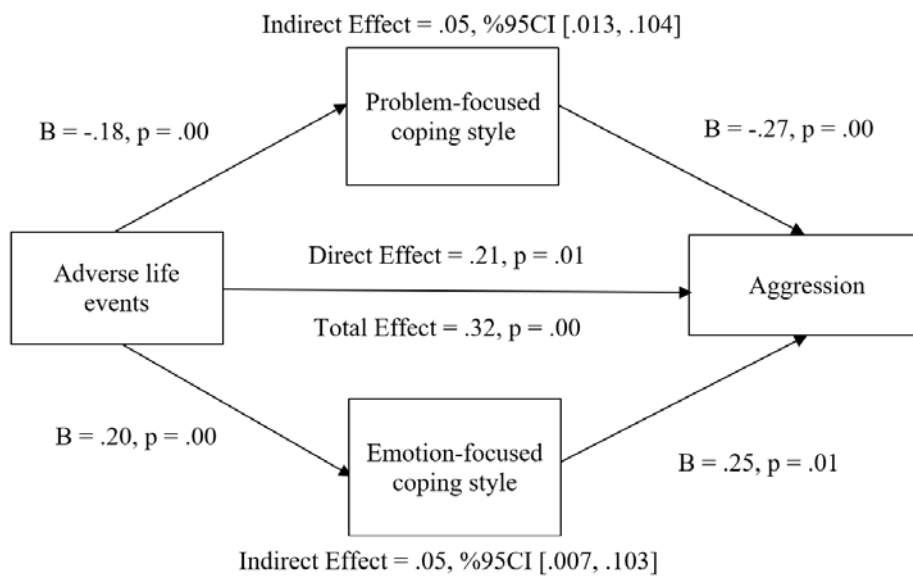 Indirect Effect = .05, %95CI [.013, .104]
Problem-focused
coping style
B = -.18, p = .00
B = -.27, p = .00
Adverse life
events
Direct Effect = .21, p = .01
Total Effect = .32, p = .00
Aggression
B = .20, p = .00
Emotion-focused
coping style
B = .25, p = .01
Indirect Effect = .05, %95CI [.007, .103]